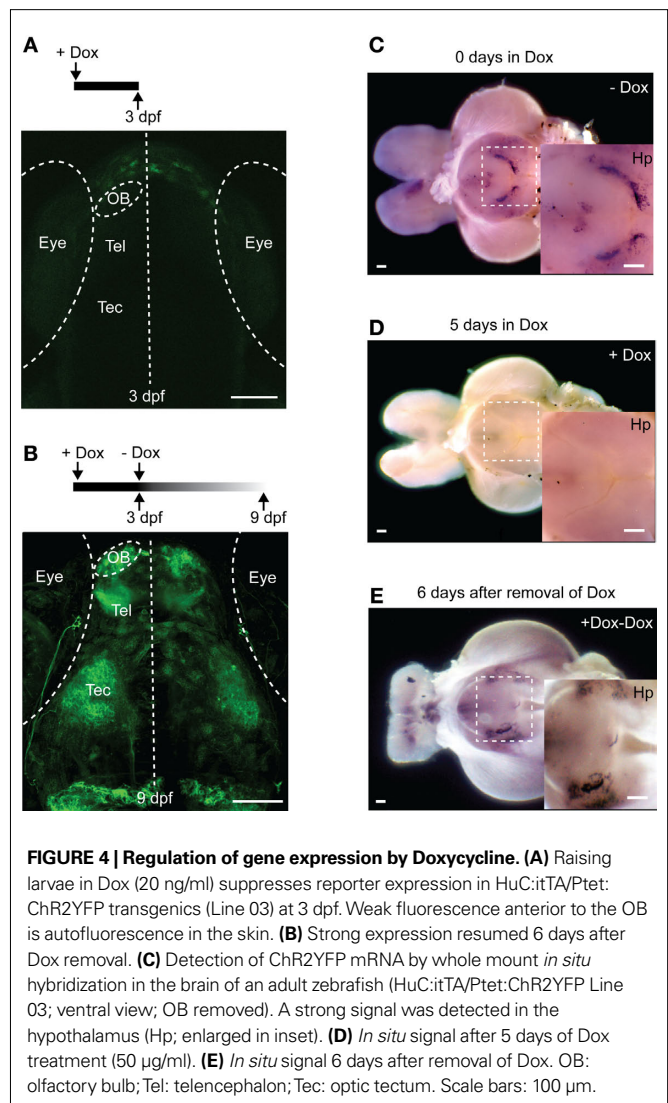 A
+ Dox
3 dpf
OB
Eye
Eye
Tel
Tec
3 dpf
B
+ Dox
- Dox
3 dpf
9 dpf
OB
Eye
Eye
Tel
Tec
9 dpf
C
0 days in Dox
- Dox
Hp
D
5 days in Dox
+ Dox
Hp
E
6 days after removal of Dox
+Dox-Dox
Hp
FIGURE 4 | Regulation of gene expression by Doxycycline. (A) Raising
larvae in Dox (20 ng/ml) suppresses reporter expression in HuC:itTA/Ptet:
ChR2YFP transgenics (Line 03) at 3 dpf. Weak fluorescence anterior to the OB
is autofluorescence in the skin. (B) Strong expression resumed 6 days after
Dox removal. (C) Detection of ChR2YFP mRNA by whole mount in situ
hybridization in the brain of an adult zebrafish (HuC:itTA/Ptet:ChR2YFP Line
03; ventral view; OB removed). A strong signal was detected in the
hypothalamus (Hp; enlarged in inset). (D) In situ signal after 5 days of Dox
treatment (50 µg/ml). (E) In situ signal 6 days after removal of Dox. OB:
olfactory bulb; Tel: telencephalon; Tec: optic tectum. Scale bars: 100 µm.